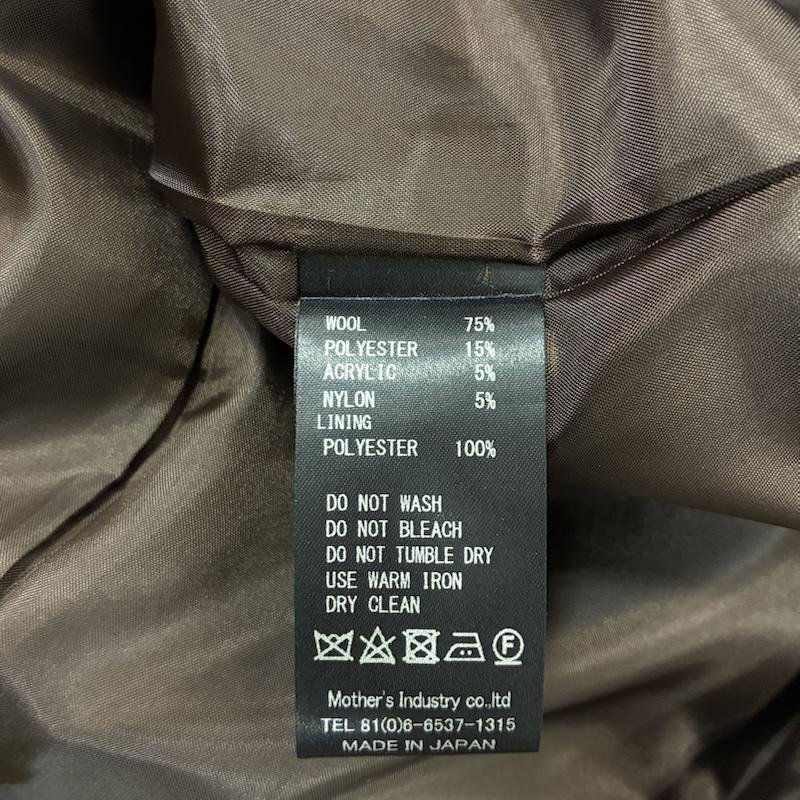 WOOL 75%
POLYESTER 15%
ACRYLIC 5%
NYLON 5%
LINING
POLYESTER 100%
DO NOT WASH
DO NOT BLEACH
DO NOT TUMBLE DRY
USE WARM IRON
DRY CLEAN
F
Mother's Industry co.,ltd
TEL 81(0)6-6537-1315
MADE IN JAPAN